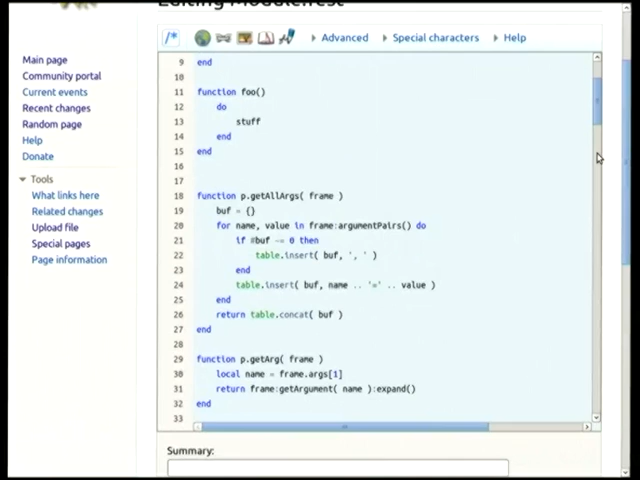 Editing Module:Test
/*
Advanced
Special characters
Help
Main page
Community portal
Current events
Recent changes
Random page
Help
Donate
Tools
What links here
Related changes
Upload file
Special pages
Page information
9 end
10
11 function foo()
12 do
13 stuff
14 end
15 end
16
17
18 function p.getAllArgs( frame )
19 buf = {}
20 for name, value in frame:argumentPairs() do
21 if #buf ~= 0 then
22 table.insert( buf, ', ' )
23 end
24 table.insert( buf, name .. '=' .. value )
25 end
26 return table.concat( buf )
27 end
28
29 function p.getArg( frame )
30 local name = frame.args[1]
31 return frame:getArgument( name ):expand()
32 end
33
Summary: